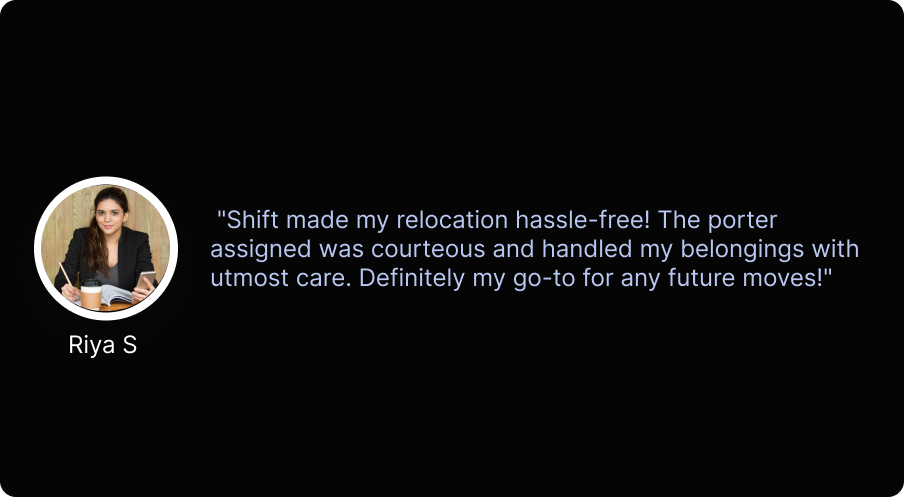 "Shift made my relocation hassle-free! The porter
assigned was courteous and handled my belongings with
utmost care. Definitely my go-to for any future moves!"
Riya S